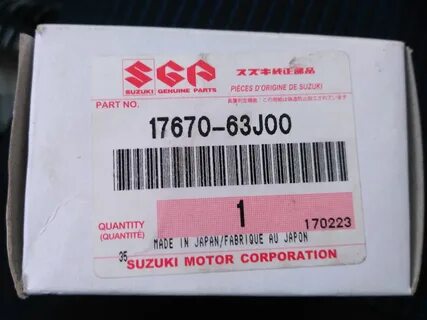 SGP スズキ純正部品
SUZUKI GENUINE PARTS PIÈCES D'ORIGINE DE SUZUKI
PART NO.
17670-63J00
QUANTITY 1 170223
(QUANTITÉ)
MADE IN JAPAN/FABRIQUE AU JAPON
35
SUZUKI MOTOR CORPORATION